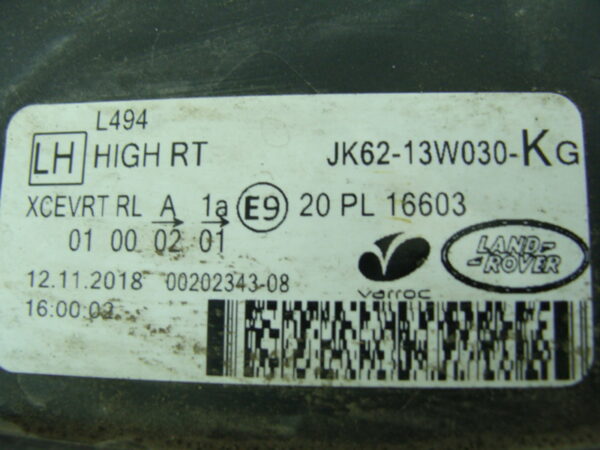 L494
LH HIGH RT JK62-13W030-KG
XCEVRT RL A 1a E9 20 PL 16603
01 00 02 01
LAND-
-ROVER
varroc
12.11.2018 00202343-08
16:00:02